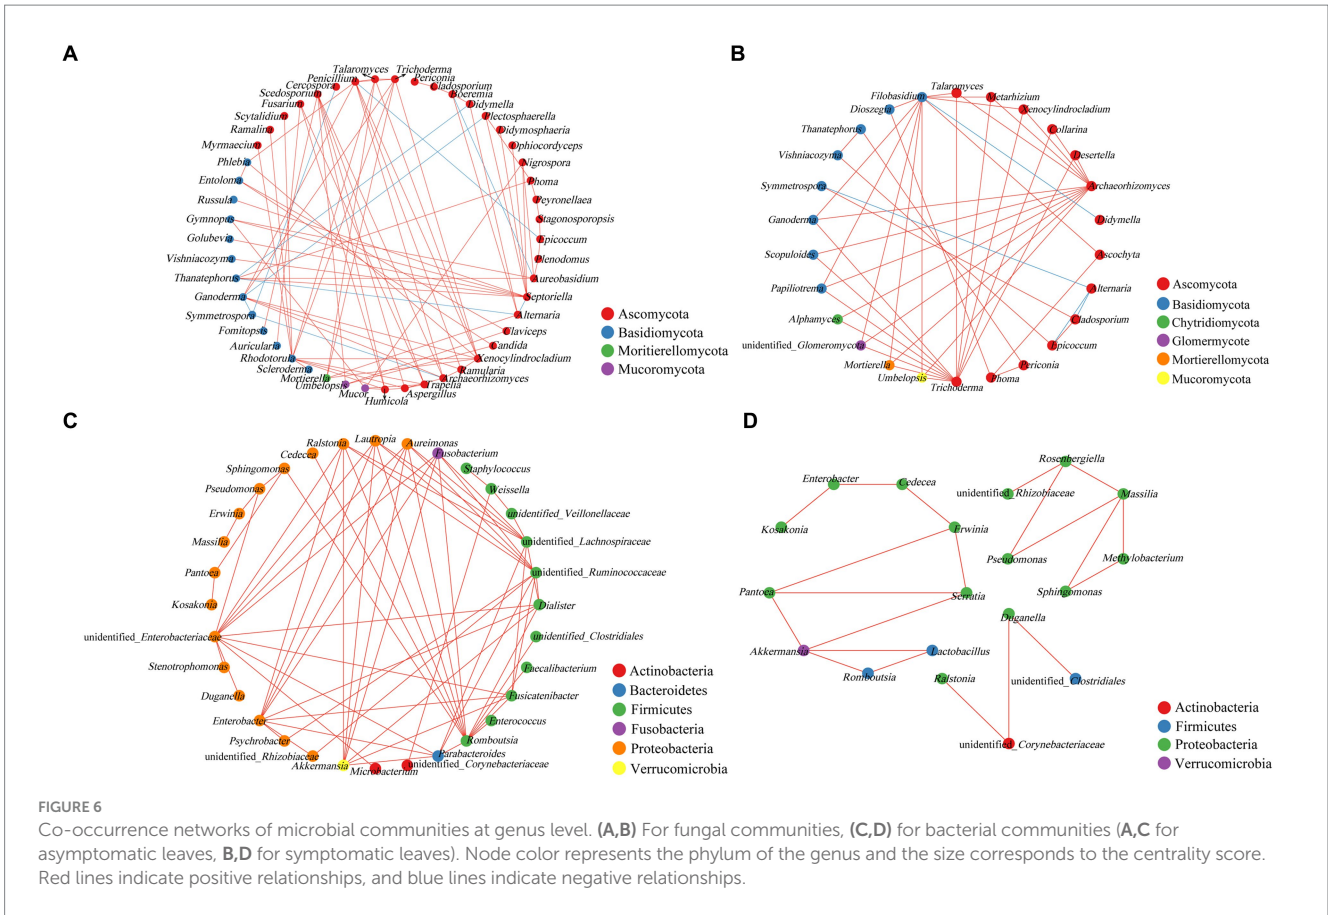 A
Talaromyces
Trichoderma
Penicillium
Periconia
Cercospora
Cladosporium
Scedosporium
Boeremia
Fusarium
Didymella
Scytalidium
Plectosphaerella
Ramalina
Didymosphaeria
Myrmaecium
Ophiocordyceps
Phlebia
Nigrospora
Entoloma
Phoma
Russula
Peyronellaea
Gymnopus
Stagonosporopsis
Golubevia
Epicoccum
Vishniacozyma
Plenodomus
Thanatephorus
Aureobasidium
Ganoderma
Septoriella
Symmetrospora
Alternaria
Fomitopsis
Claviceps
Auricularia
Candida
Rhodotorula
Xenocylindrocladium
Scleroderma
Ramularia
Mortierella
Archaeorhizomyces
Umbelopsis
Trapelia
Mucor
Aspergillus
Humicola
Ascomycota
Basidiomycota
Moritierellomycota
Mucoromycota
B
Talaromyces
Filobasidium
Metarhizium
Dioszegia
Xenocylindrocladium
Thanatephorus
Collarina
Vishniacozyma
Desertella
Symmetrospora
Archaeorhizomyces
Ganoderma
Didymella
Scopuloides
Ascochyta
Papiliotrema
Alternaria
Alphamyces
Cladosporium
unidentified_Glomeromycota
Epicoccum
Mortierella
Periconia
Umbelopsis
Phoma
Trichoderma
Ascomycota
Basidiomycota
Chytridiomycota
Glomermycote
Mortierellomycota
Mucoromycota
C
Lautropia
Ralstonia
Aureimonas
Cedecea
Fusobacterium
Sphingomonas
Staphylococcus
Pseudomonas
Weissella
Erwinia
unidentified_Veillonellaceae
Massilia
unidentified_Lachnospiraceae
Pantoea
unidentified_Ruminococcaceae
Kosakonia
Dialister
unidentified_Enterobacteriaceae
unidentified_Clostridiales
Stenotrophomonas
Faecalibacterium
Duganella
Fusicatenibacter
Enterobacter
Enterococcus
Psychrobacter
Romboutsia
unidentified_Rhizobiaceae
Parabacteroides
Akkermansia
unidentified_Corynebacteriaceae
Microbacterium
Actinobacteria
Bacteroidetes
Firmicutes
Fusobacteria
Proteobacteria
Verrucomicrobia
D
Rosenbergiella
Enterobacter
Cedecea
unidentified_Rhizobiaceae
Massilia
Kosakonia
Erwinia
Pseudomonas
Methylobacterium
Pantoea
Serratia
Sphingomonas
Duganella
Akkermansia
Lactobacillus
Romboutsia
Ralstonia
unidentified_Clostridiales
unidentified_Corynebacteriaceae
Actinobacteria
Firmicutes
Proteobacteria
Verrucomicrobia
FIGURE 6
Co-occurrence networks of microbial communities at genus level. (A,B) For fungal communities, (C,D) for bacterial communities (A,C for
asymptomatic leaves, B,D for symptomatic leaves). Node color represents the phylum of the genus and the size corresponds to the centrality score.
Red lines indicate positive relationships, and blue lines indicate negative relationships.